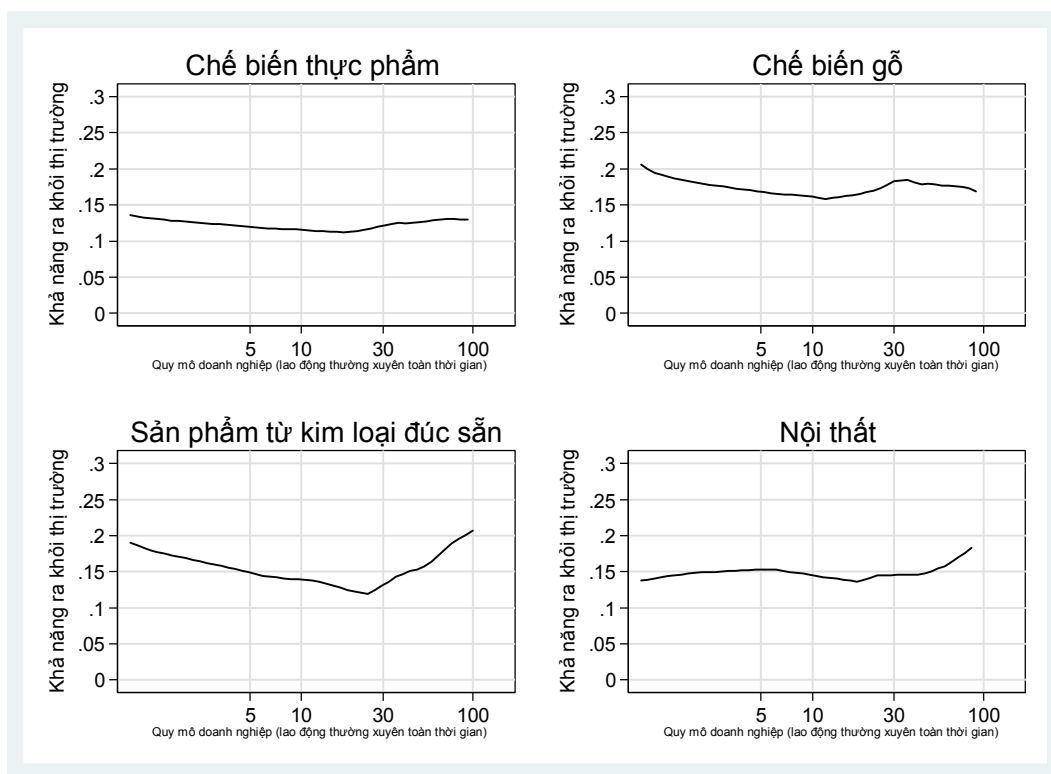 Chế biến thực phẩm
Khả năng ra khỏi thị trường
.3
.25
.2
.15
.1
.05
0
5 10 30 100
Quy mô doanh nghiệp (lao động thường xuyên toàn thời gian)
Chế biến gỗ
Khả năng ra khỏi thị trường
.3
.25
.2
.15
.1
.05
0
5 10 30 100
Quy mô doanh nghiệp (lao động thường xuyên toàn thời gian)
Sản phẩm từ kim loại đúc sẵn
Khả năng ra khỏi thị trường
.3
.25
.2
.15
.1
.05
0
5 10 30 100
Quy mô doanh nghiệp (lao động thường xuyên toàn thời gian)
Nội thất
Khả năng ra khỏi thị trường
.3
.25
.2
.15
.1
.05
0
5 10 30 100
Quy mô doanh nghiệp (lao động thường xuyên toàn thời gian)